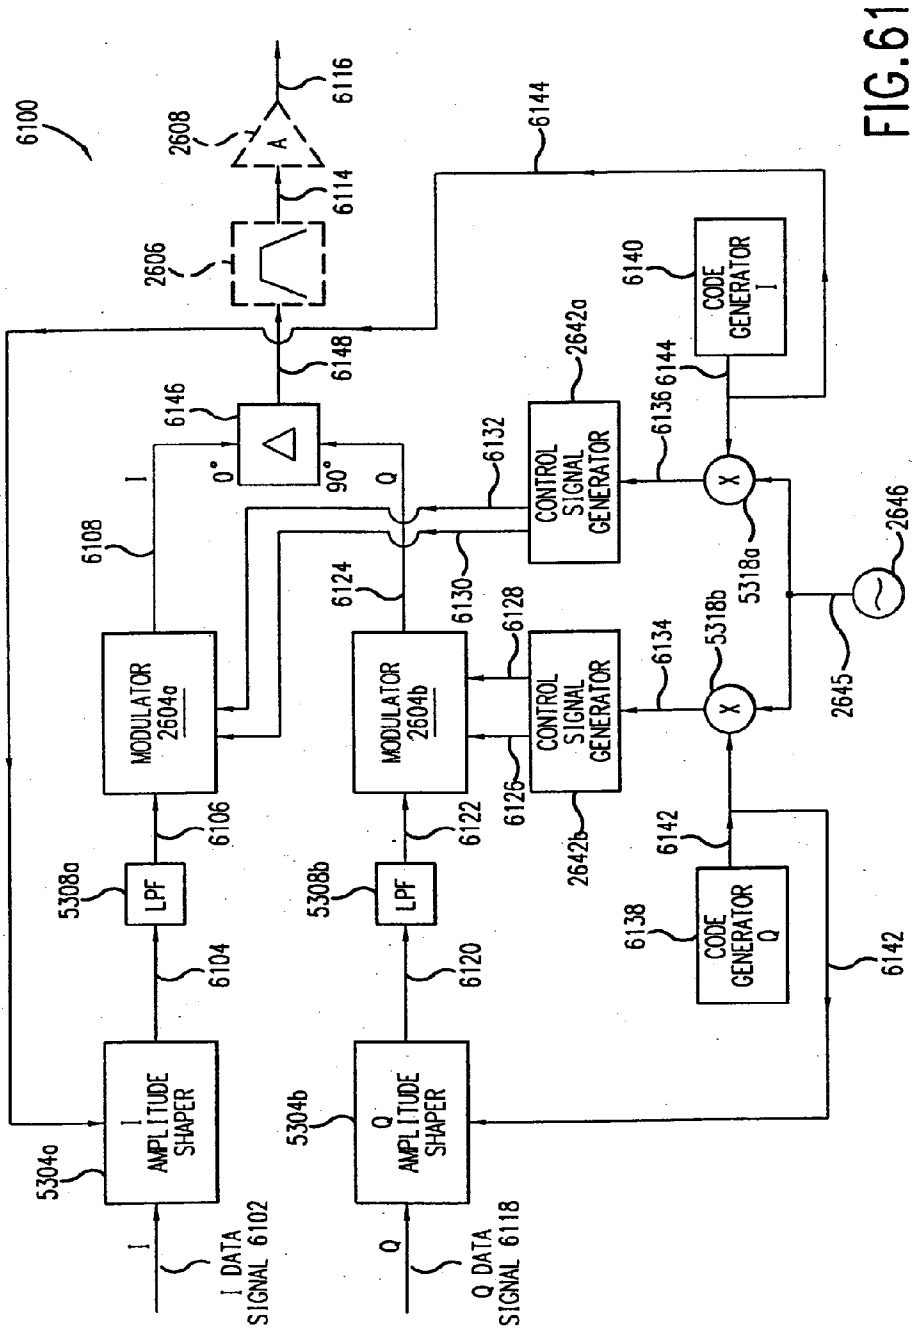 6100
I DATA
SIGNAL 6102
I
5304a
I
AMPLITUDE
SHAPER
6104
5308a
LPF
6106
MODULATOR
2604a
6108
I
0°
90°
6146
6148
2606
6114
2608
A
6116
Q DATA
SIGNAL 6118
Q
5304b
Q
AMPLITUDE
SHAPER
6120
5308b
LPF
6122
MODULATOR
2604b
6124
Q
6126
6128
6130
6132
2642b
CONTROL
SIGNAL
GENERATOR
CONTROL
SIGNAL
GENERATOR
2642a
6134
6136
6138
CODE
GENERATOR
Q
6142
X
5318b
X
5318a
6144
6140
CODE
GENERATOR
I
6142
2645
2646
6144
FIG.61